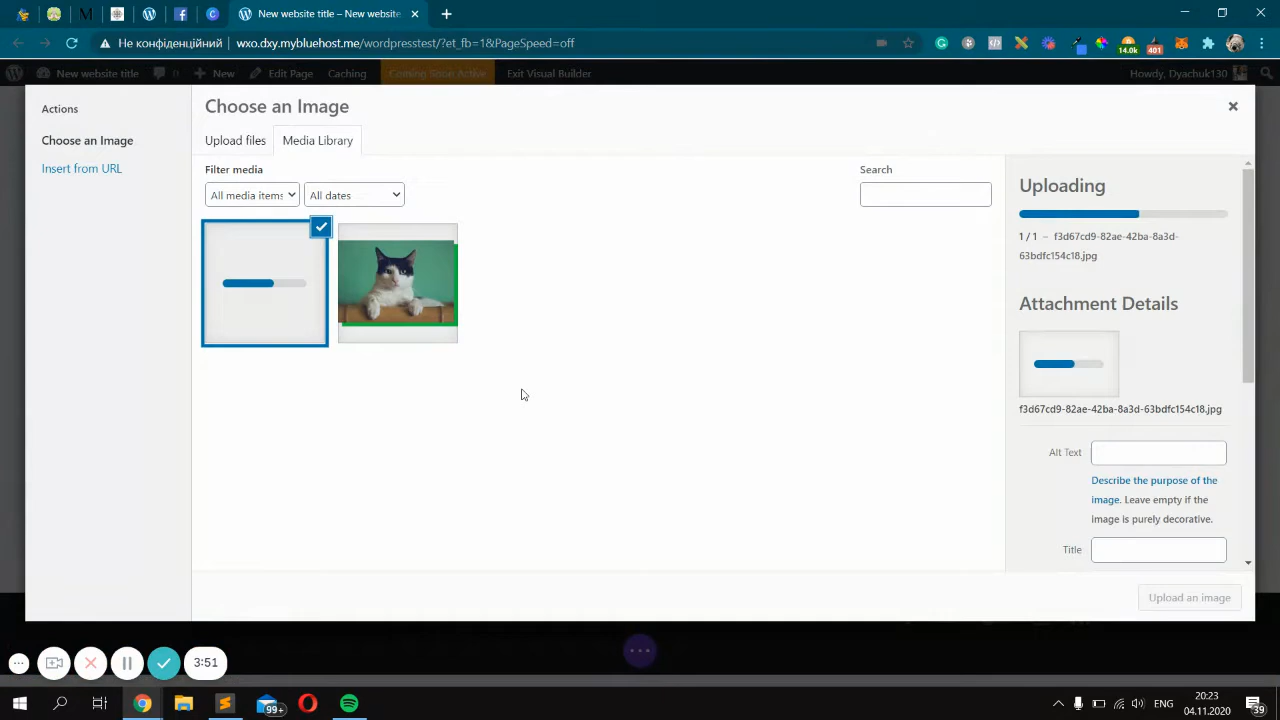 New website title – New website
Не конфіденційний
wxo.dxy.mybluehost.me/wordpresstest/?et_fb=1&PageSpeed=off
14.0k
401
New website title
0
New
Edit Page
Caching
Coming Soon Active
Exit Visual Builder
Howdy, Dyachuk130
Actions
Choose an Image
Insert from URL
Choose an Image
Upload files
Media Library
Filter media
All media items
All dates
Search
Uploading
1 / 1 – f3d67cd9-82ae-42ba-8a3d-
63bdfc154c18.jpg
Attachment Details
f3d67cd9-82ae-42ba-8a3d-63bdfc154c18.jpg
Alt Text
Describe the purpose of the
image. Leave empty if the
image is purely decorative.
Title
Upload an image
3:51
99+
ENG
20:23
04.11.2020
39